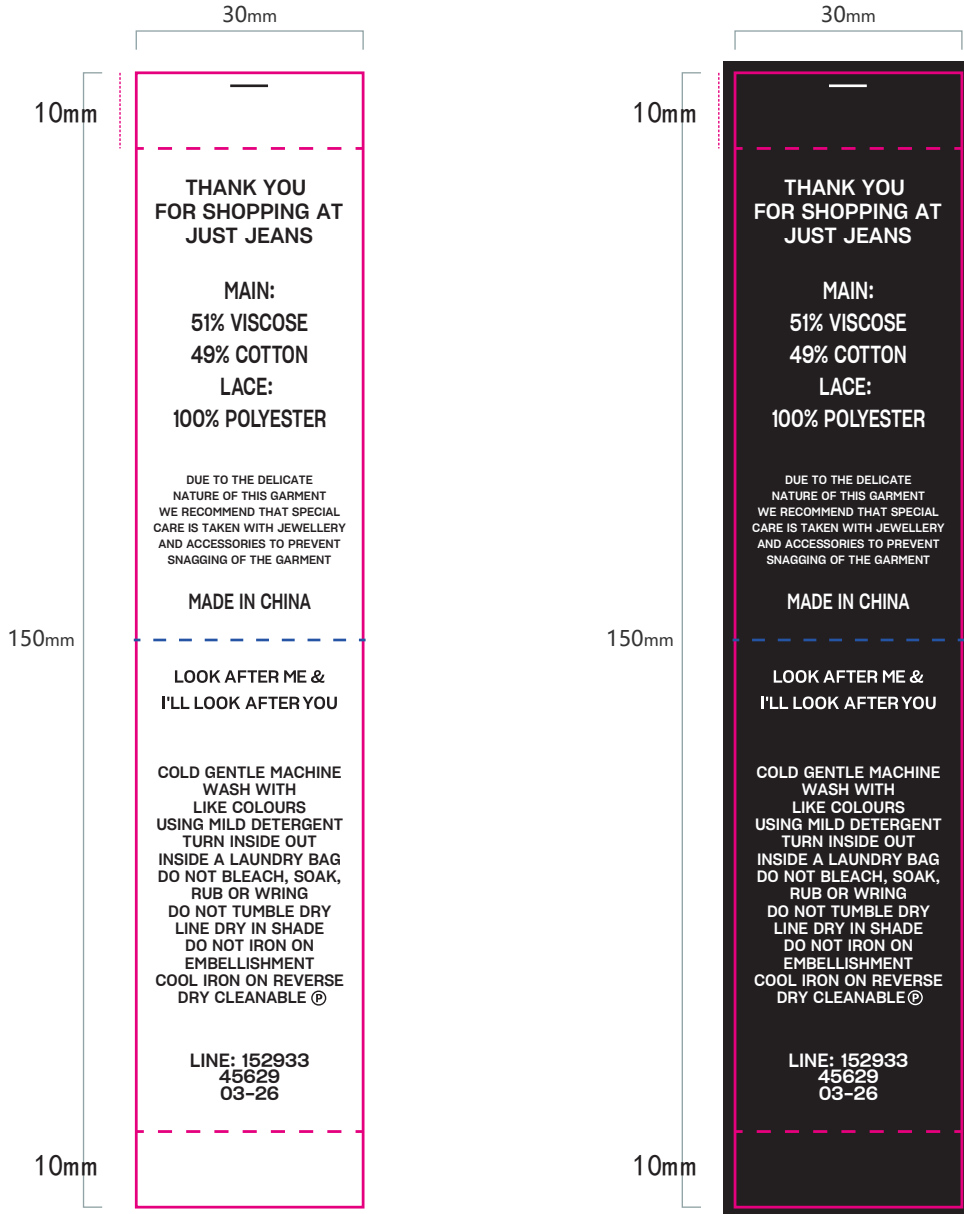 30mm
10mm
THANK YOU
FOR SHOPPING AT
JUST JEANS
MAIN:
51% VISCOSE
49% COTTON
LACE:
100% POLYESTER
DUE TO THE DELICATE
NATURE OF THIS GARMENT
WE RECOMMEND THAT SPECIAL
CARE IS TAKEN WITH JEWELLERY
AND ACCESSORIES TO PREVENT
SNAGGING OF THE GARMENT
MADE IN CHINA
150mm
LOOK AFTER ME &
I'LL LOOK AFTER YOU
COLD GENTLE MACHINE
WASH WITH
LIKE COLOURS
USING MILD DETERGENT
TURN INSIDE OUT
INSIDE A LAUNDRY BAG
DO NOT BLEACH, SOAK,
RUB OR WRING
DO NOT TUMBLE DRY
LINE DRY IN SHADE
DO NOT IRON ON
EMBELLISHMENT
COOL IRON ON REVERSE
DRY CLEANABLE Ⓟ
LINE: 152933
45629
03-26
10mm
30mm
10mm
THANK YOU
FOR SHOPPING AT
JUST JEANS
MAIN:
51% VISCOSE
49% COTTON
LACE:
100% POLYESTER
DUE TO THE DELICATE
NATURE OF THIS GARMENT
WE RECOMMEND THAT SPECIAL
CARE IS TAKEN WITH JEWELLERY
AND ACCESSORIES TO PREVENT
SNAGGING OF THE GARMENT
MADE IN CHINA
150mm
LOOK AFTER ME &
I'LL LOOK AFTER YOU
COLD GENTLE MACHINE
WASH WITH
LIKE COLOURS
USING MILD DETERGENT
TURN INSIDE OUT
INSIDE A LAUNDRY BAG
DO NOT BLEACH, SOAK,
RUB OR WRING
DO NOT TUMBLE DRY
LINE DRY IN SHADE
DO NOT IRON ON
EMBELLISHMENT
COOL IRON ON REVERSE
DRY CLEANABLE Ⓟ
LINE: 152933
45629
03-26
10mm